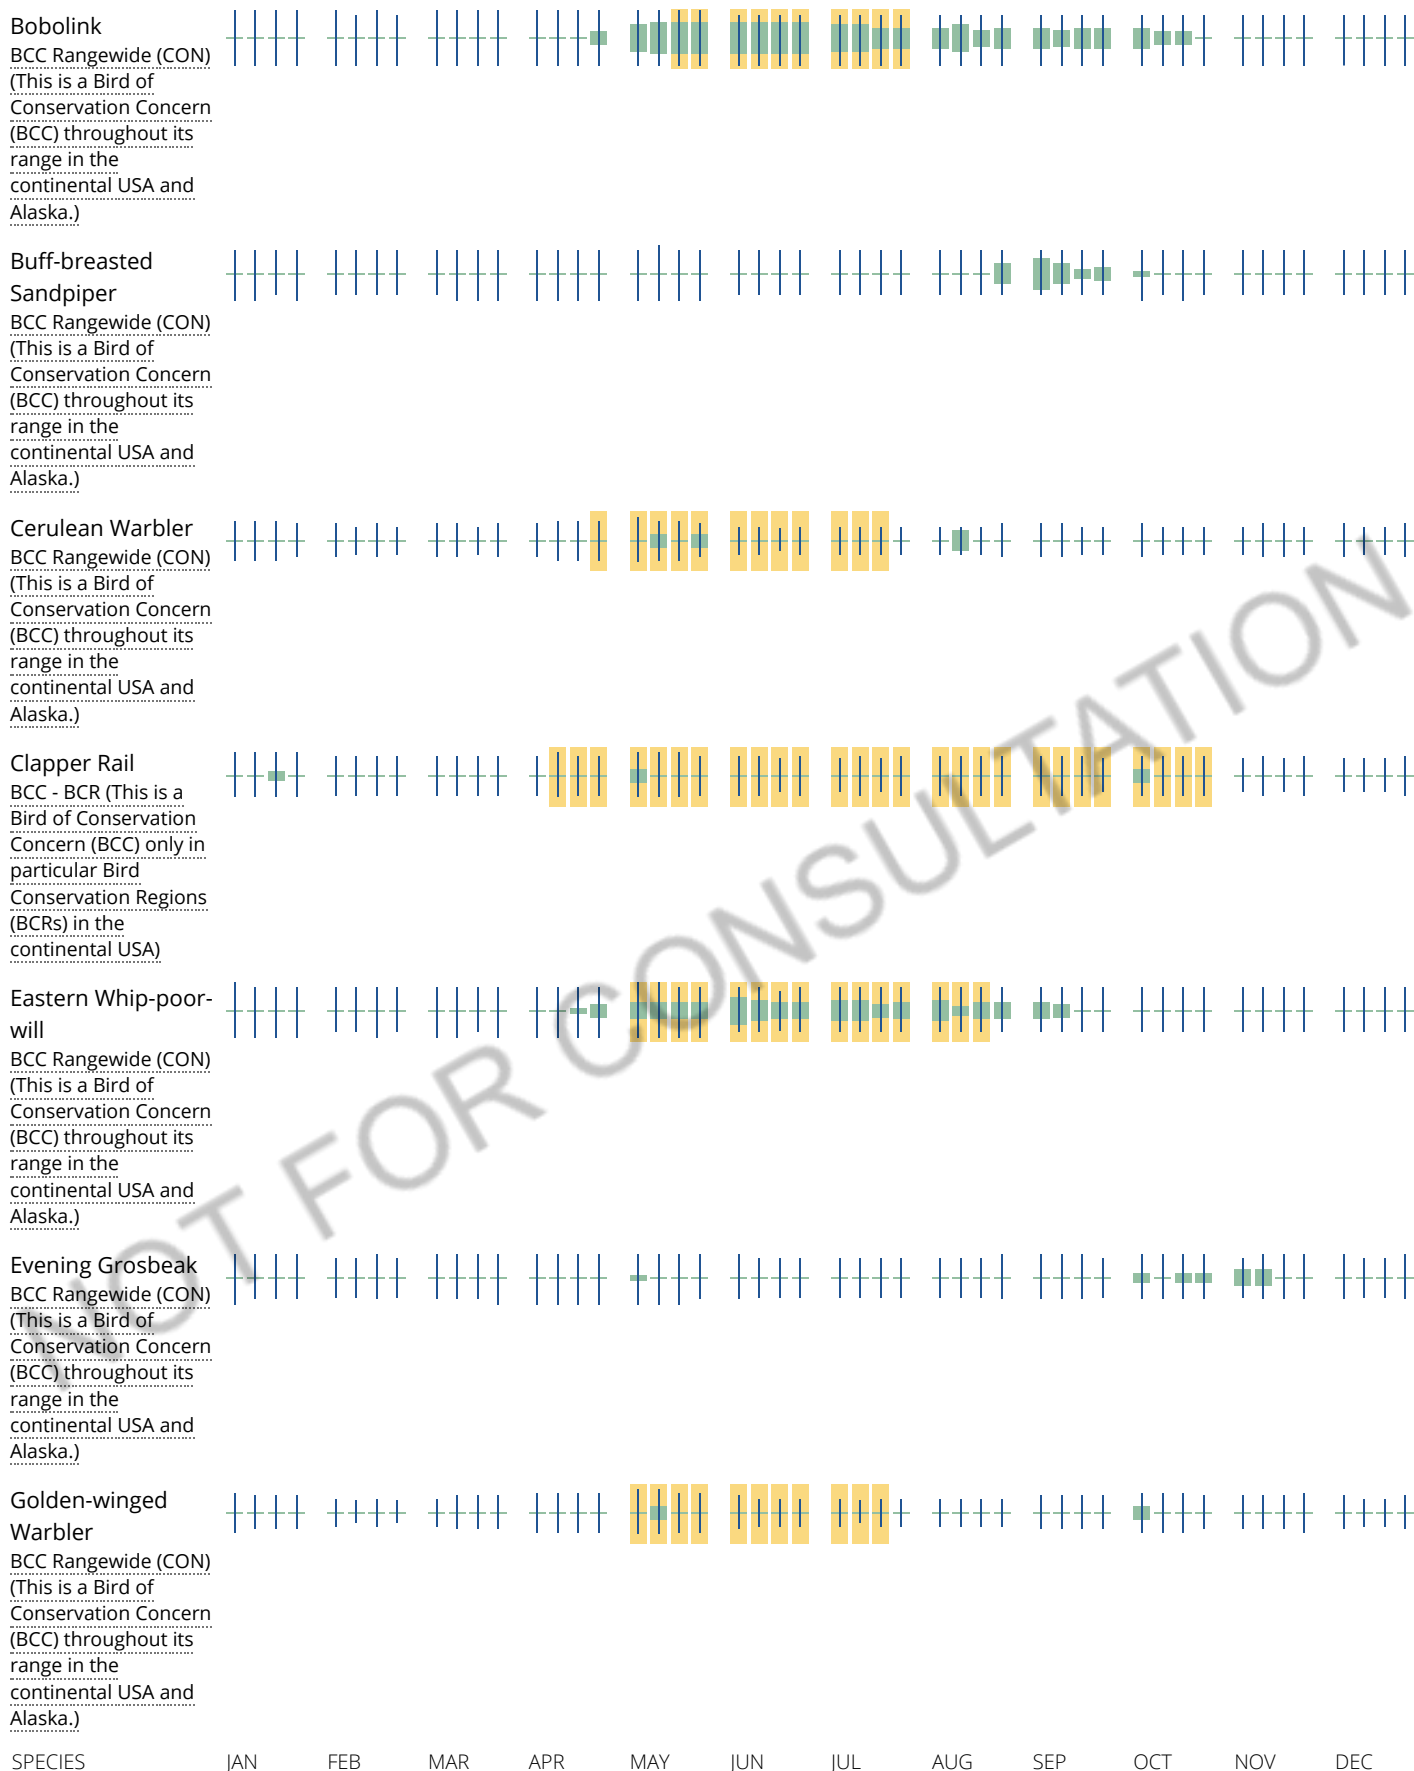 Bobolink
BCC Rangewide (CON)
(This is a Bird of
Conservation Concern
(BCC) throughout its
range in the
continental USA and
Alaska.)
Buff-breasted
Sandpiper
BCC Rangewide (CON)
(This is a Bird of
Conservation Concern
(BCC) throughout its
range in the
continental USA and
Alaska.)
Cerulean Warbler
BCC Rangewide (CON)
(This is a Bird of
Conservation Concern
(BCC) throughout its
range in the
continental USA and
Alaska.)
Clapper Rail
BCC - BCR (This is a
Bird of Conservation
Concern (BCC) only in
particular Bird
Conservation Regions
(BCRs) in the
continental USA)
Eastern Whip-poor-
will
BCC Rangewide (CON)
(This is a Bird of
Conservation Concern
(BCC) throughout its
range in the
continental USA and
Alaska.)
Evening Grosbeak
BCC Rangewide (CON)
(This is a Bird of
Conservation Concern
(BCC) throughout its
range in the
continental USA and
Alaska.)
Golden-winged
Warbler
BCC Rangewide (CON)
(This is a Bird of
Conservation Concern
(BCC) throughout its
range in the
continental USA and
Alaska.)
SPECIES JAN FEB MAR APR MAY JUN JUL AUG SEP OCT NOV DEC
NOT FOR CONSULTATION